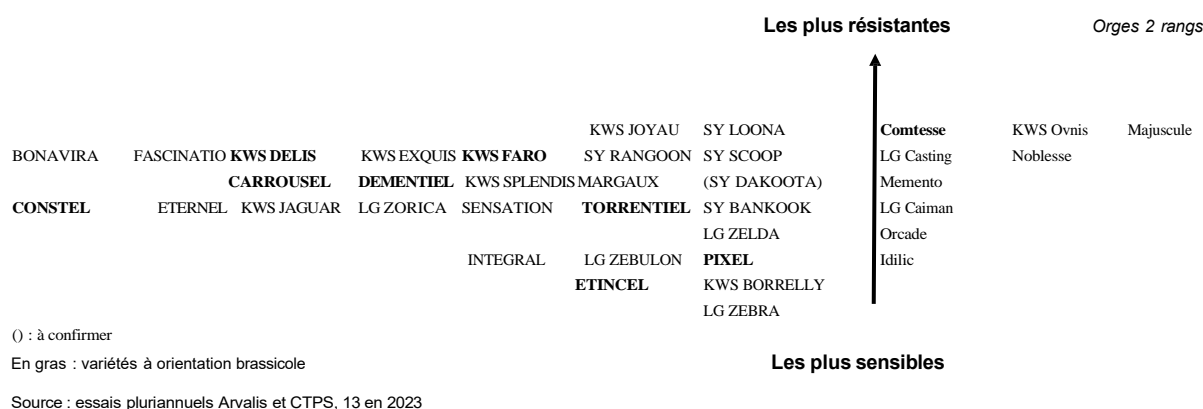 Les plus résistantes Orges 2 rangs
KWS JOYAU SY LOONA Comtesse KWS Ovnis Majuscule
BONAVIRA FASCINATIO KWS DELIS KWS EXQUIS KWS FARO SY RANGOON SY SCOOP LG Casting Noblesse
CARROUSEL DEMENTIEL KWS SPLENDIS MARGAUX (SY DAKOOTA) Memento
CONSTEL ETERNEL KWS JAGUAR LG ZORICA SENSATION TORRENTIEL SY BANKOOK LG Caiman
LG ZELDA Orcade
INTEGRAL LG ZEBULON PIXEL Idilic
ETINCEL KWS BORRELLY
LG ZEBRA
() : à confirmer
En gras : variétés à orientation brassicole Les plus sensibles
Source : essais pluriannuels Arvalis et CTPS, 13 en 2023